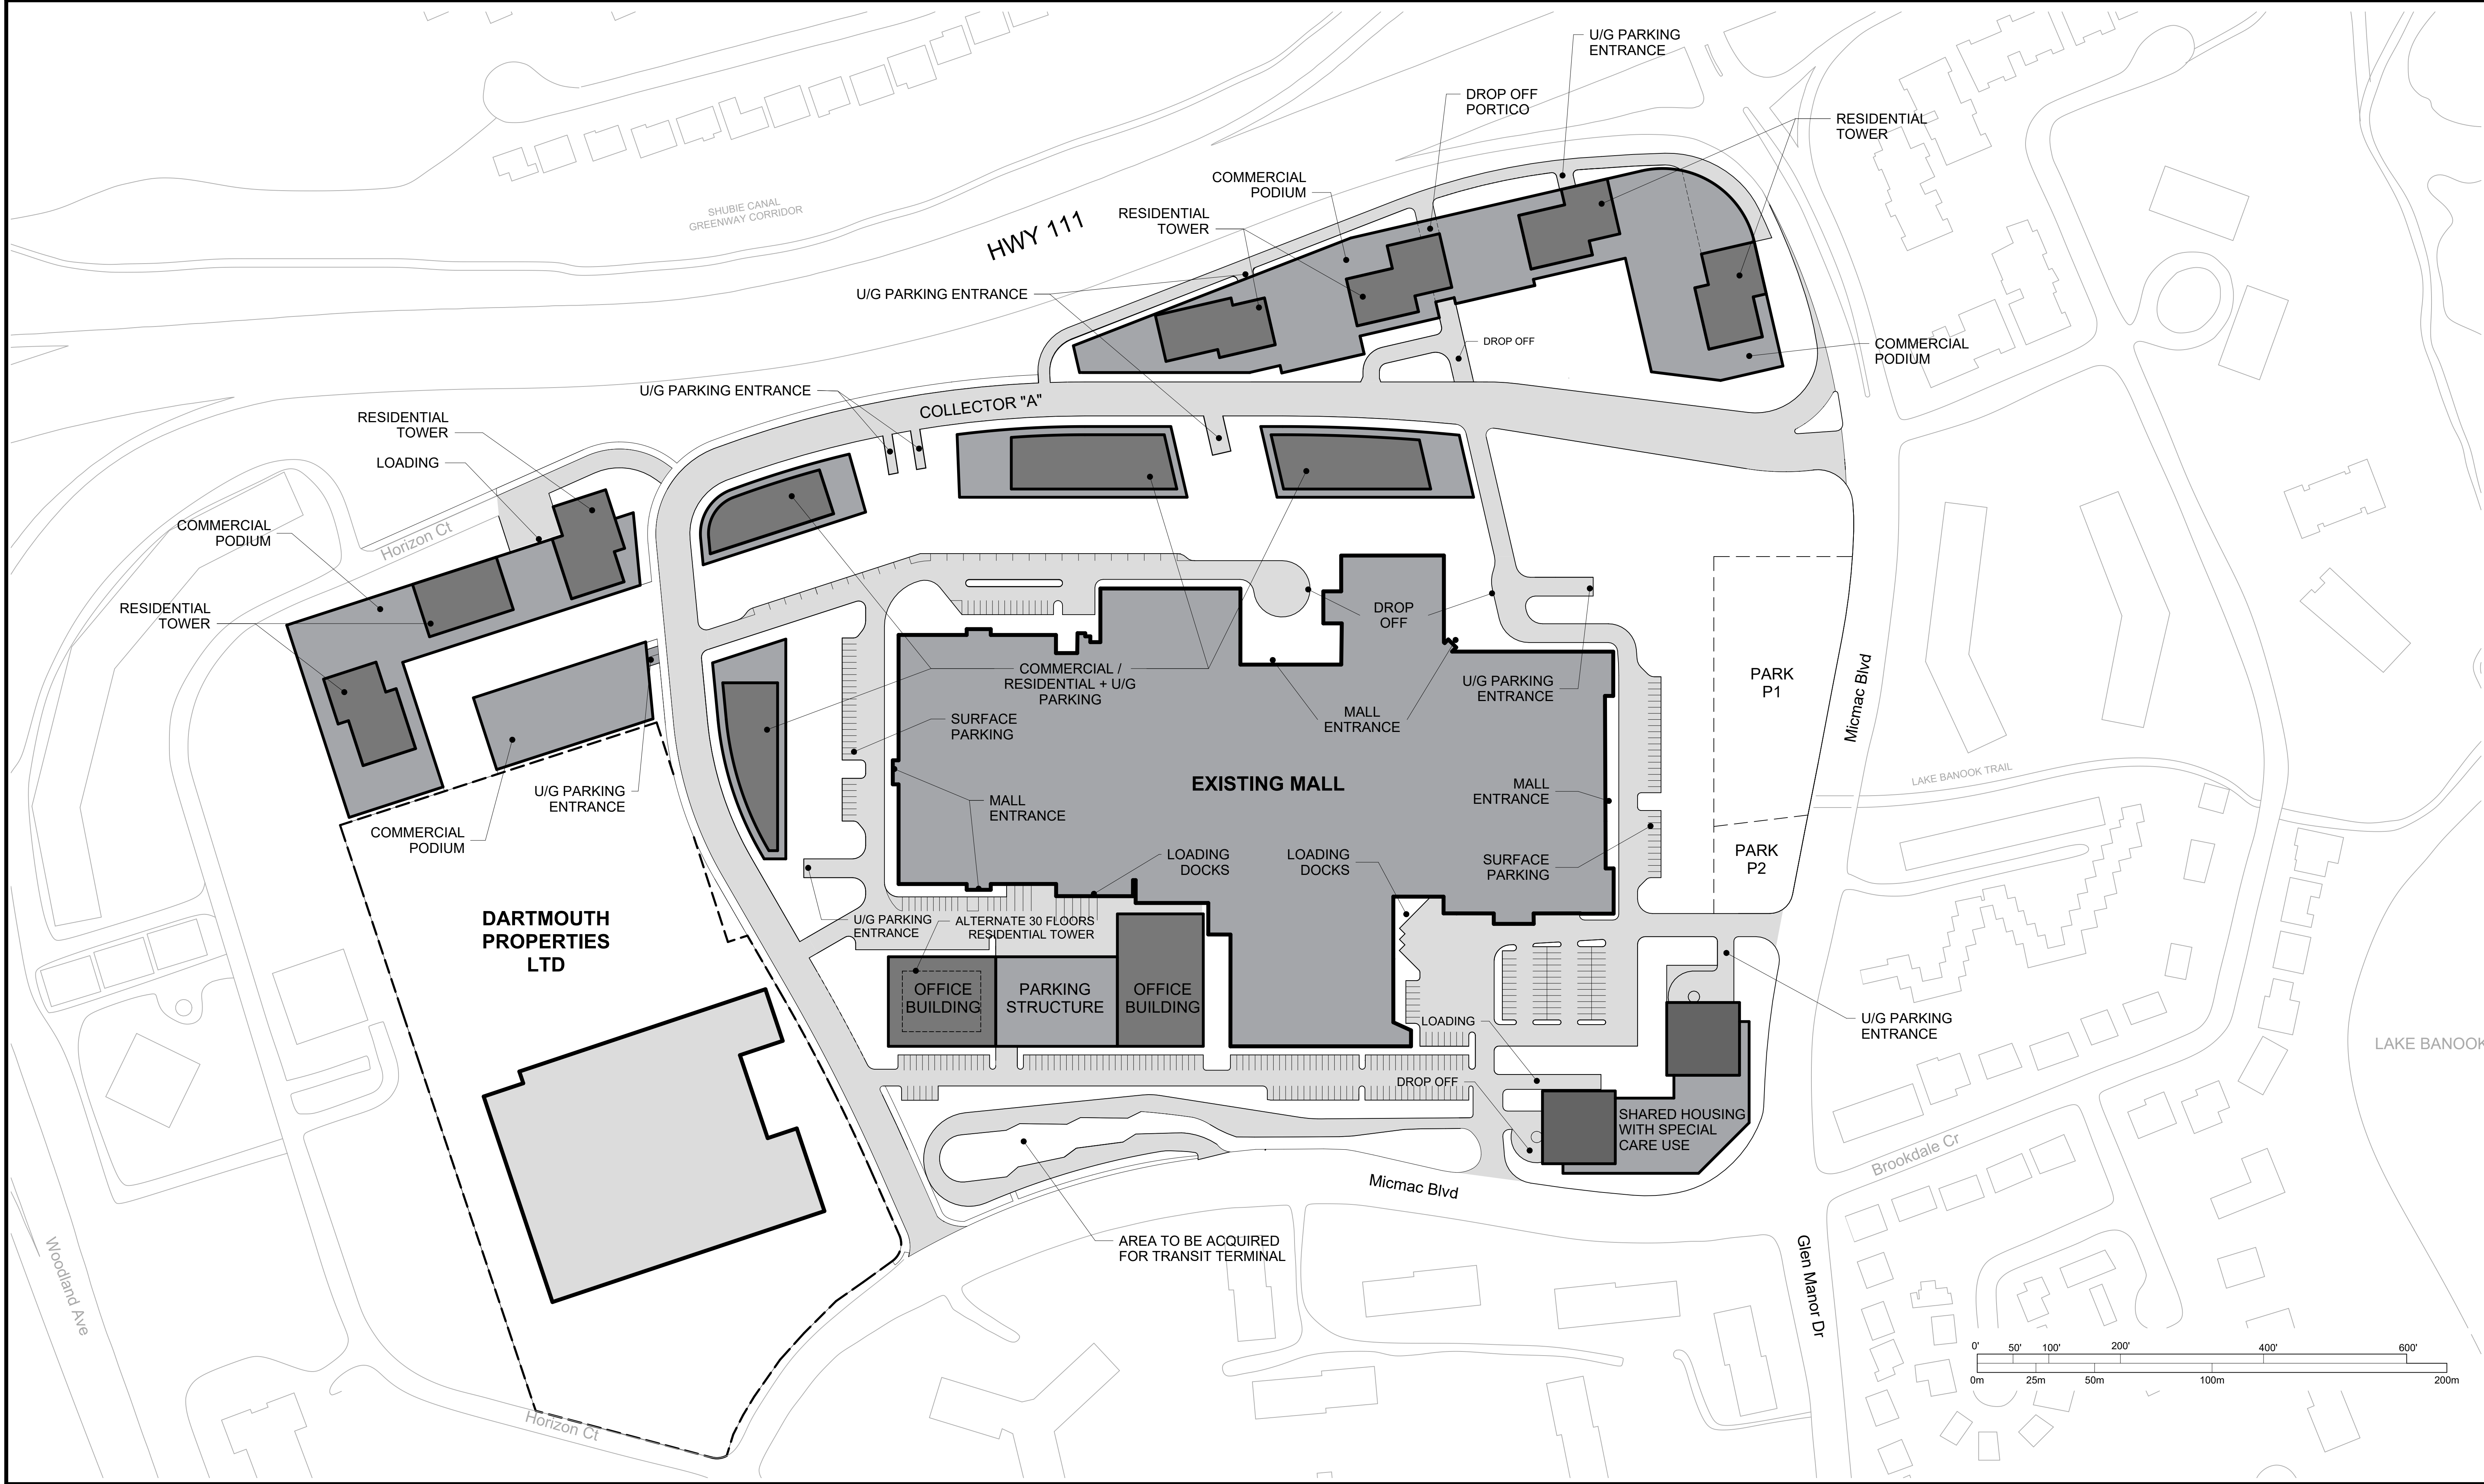 U/G PARKING
ENTRANCE
DROP OFF
PORTICO
RESIDENTIAL
TOWER
COMMERCIAL
PODIUM
SHUBIE CANAL
GREENWAY CORRIDOR
RESIDENTIAL
TOWER
HWY 111
U/G PARKING ENTRANCE
DROP OFF
COMMERCIAL
PODIUM
U/G PARKING ENTRANCE
COLLECTOR "A"
RESIDENTIAL
TOWER
LOADING
COMMERCIAL
PODIUM
Horizon Ct
RESIDENTIAL
TOWER
DROP
OFF
COMMERCIAL /
RESIDENTIAL + U/G
PARKING
U/G PARKING
ENTRANCE
PARK
P1
Micmac Blvd
SURFACE
PARKING
MALL
ENTRANCE
EXISTING MALL
MALL
ENTRANCE
LAKE BANOOK TRAIL
U/G PARKING
ENTRANCE
MALL
ENTRANCE
COMMERCIAL
PODIUM
LOADING
DOCKS
LOADING
DOCKS
SURFACE
PARKING
PARK
P2
DARTMOUTH
PROPERTIES
LTD
U/G PARKING
ENTRANCE
ALTERNATE 30 FLOORS
RESIDENTIAL TOWER
OFFICE
BUILDING
PARKING
STRUCTURE
OFFICE
BUILDING
LOADING
U/G PARKING
ENTRANCE
LAKE BANOOK
DROP OFF
SHARED HOUSING
WITH SPECIAL
CARE USE
Brookdale Cr
Micmac Blvd
AREA TO BE ACQUIRED
FOR TRANSIT TERMINAL
Woodland Ave
Glen Manor Dr
Horizon Ct
0' 50' 100' 200' 400' 600'
0m 25m 50m 100m 200m